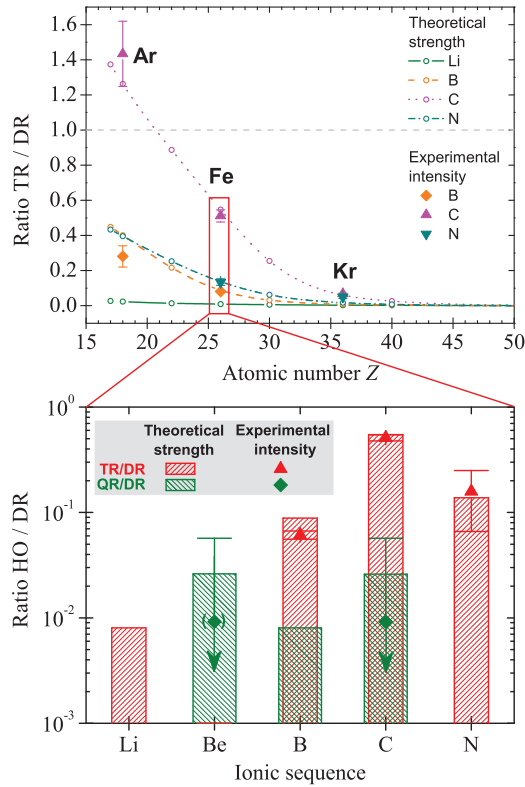 1.6
1.4
1.2
1.0
0.8
0.6
0.4
0.2
0.0
Ratio TR / DR
Ar
Fe
Kr
Theoretical
strength
Li
B
C
N
Experimental
intensity
B
C
N
15 20 25 30 35 40 45 50
Atomic number Z
10⁰
10⁻¹
10⁻²
10⁻³
Ratio HO / DR
Theoretical Experimental
strength intensity
TR/DR
QR/DR
( )
Li Be B C N
Ionic sequence